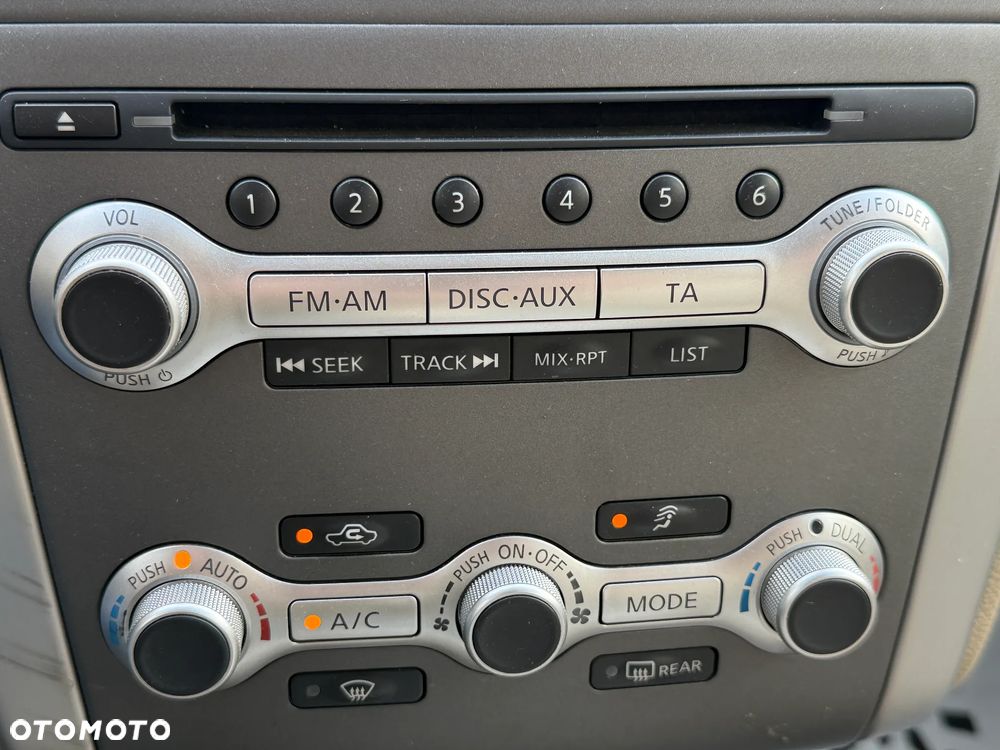 1 2 3 4 5 6
VOL
TUNE/FOLDER
FM·AM DISC·AUX TA
PUSH
SEEK TRACK MIX·RPT LIST
PUSH
PUSH AUTO
A/C
PUSH ON·OFF
MODE
PUSH DUAL
REAR
OTOMOTO